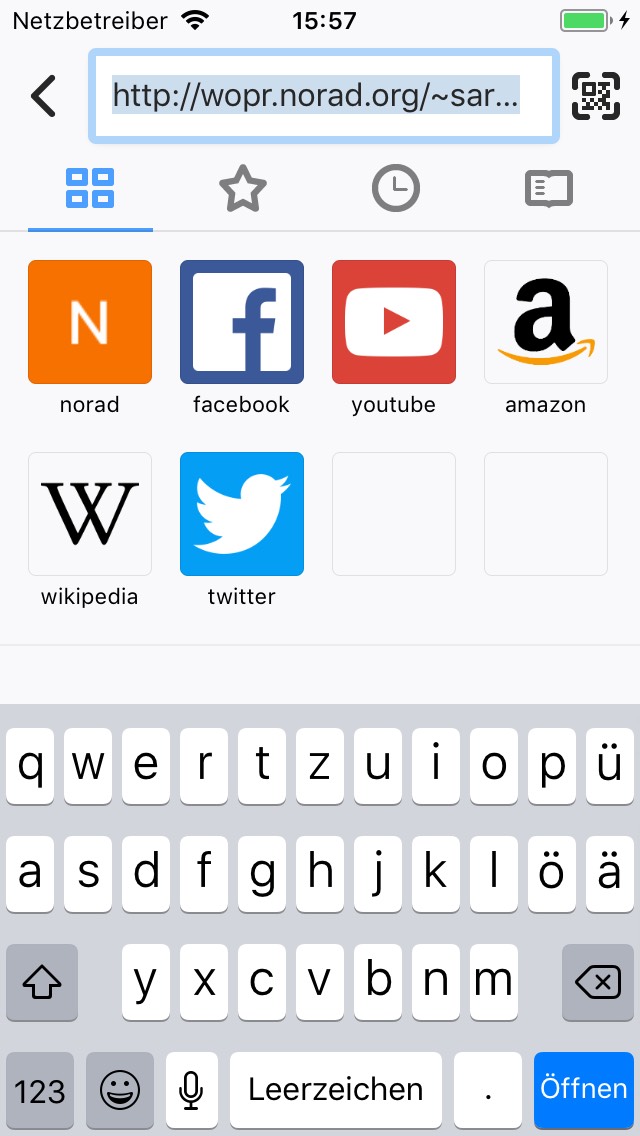 Netzbetreiber 15:57
http://wopr.norad.org/~sar...
N
norad facebook youtube amazon
W
wikipedia twitter
q w e r t z u i o p ü
a s d f g h j k l ö ä
y x c v b n m
123 Leerzeichen . Öffnen